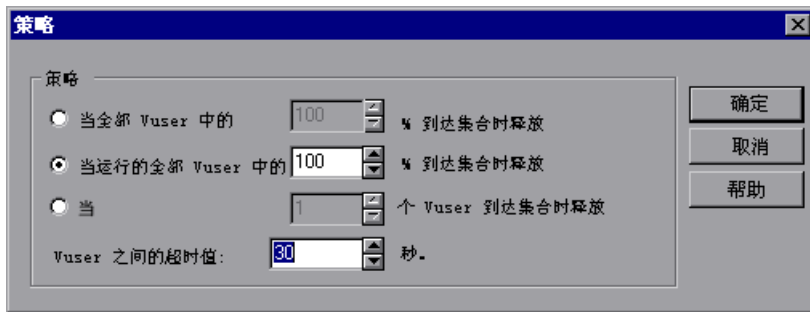 策略
策略
当全部 Vuser 中的 100 % 到达集合时释放
当运行的全部 Vuser 中的 100 % 到达集合时释放
当 1 个 Vuser 到达集合时释放
Vuser 之间的超时值: 30 秒。
确定
取消
帮助